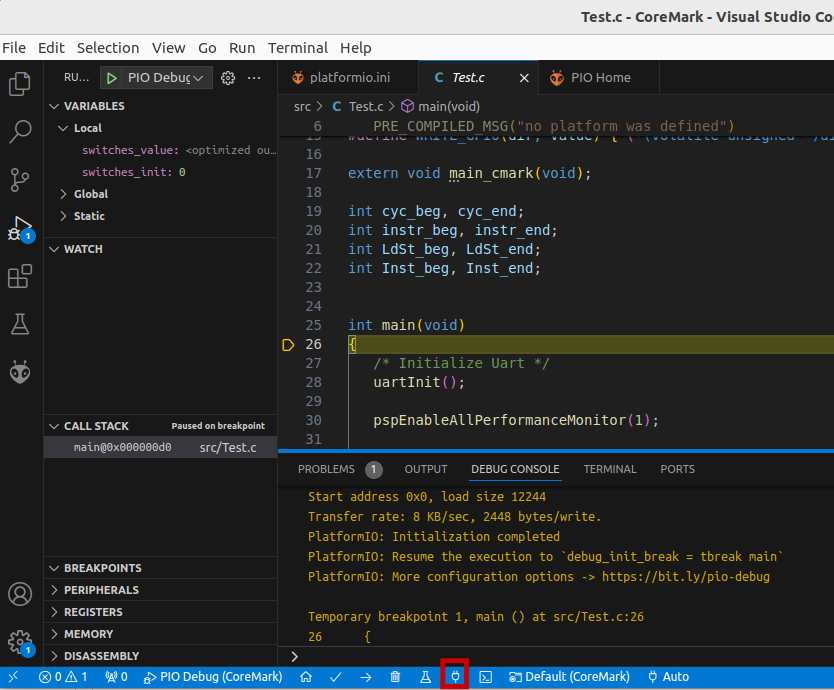 Test.c - CoreMark - Visual Studio Co
File Edit Selection View Go Run Terminal Help
RU... PIO Debug ...
platformio.ini Test.c PIO Home
src > C Test.c > main(void)
VARIABLES
Local
switches_value: <optimized ou...
switches_init: 0
Global
Static
WATCH
CALL STACK Paused on breakpoint
main@0x000000d0 src/Test.c
BREAKPOINTS
PERIPHERALS
REGISTERS
MEMORY
DISASSEMBLY
1
1
6 PRE_COMPILED_MSG("no platform was defined")
16
17 extern void main_cmark(void);
18
19 int cyc_beg, cyc_end;
20 int instr_beg, instr_end;
21 int LdSt_beg, LdSt_end;
22 int Inst_beg, Inst_end;
23
24
25 int main(void)
26 {
27 /* Initialize Uart */
28 uartInit();
29
30 pspEnableAllPerformanceMonitor(1);
31
PROBLEMS 1 OUTPUT DEBUG CONSOLE TERMINAL PORTS
Start address 0x0, load size 12244
Transfer rate: 8 KB/sec, 2448 bytes/write.
PlatformIO: Initialization completed
PlatformIO: Resume the execution to `debug_init_break = tbreak main`
PlatformIO: More configuration options -> https://bit.ly/pio-debug
Temporary breakpoint 1, main () at src/Test.c:26
26 {
0 1 0 PIO Debug (CoreMark) Default (CoreMark) Auto